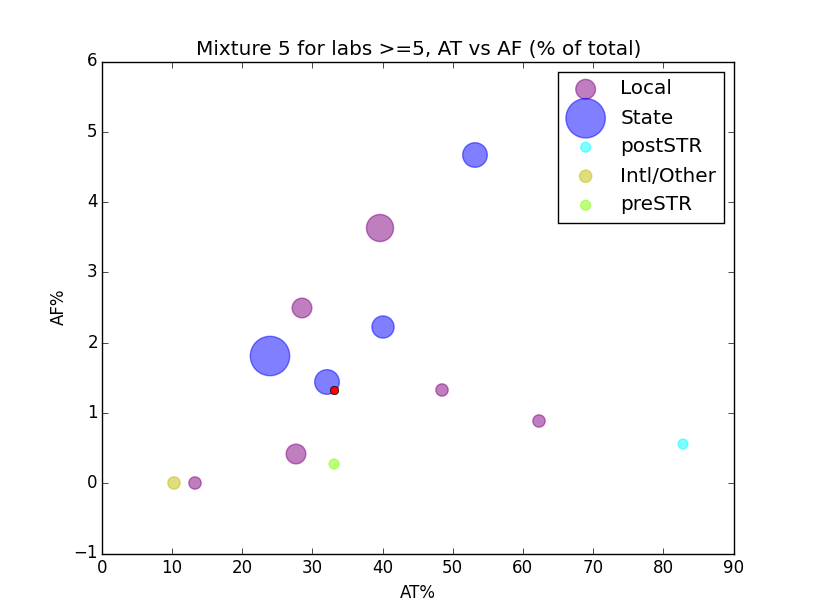 Mixture 5 for labs >=5, AT vs AF (% of total)
6
5
4
3
2
1
0
−1
AF%
Local
State
postSTR
Intl/Other
preSTR
0 10 20 30 40 50 60 70 80 90
AT%